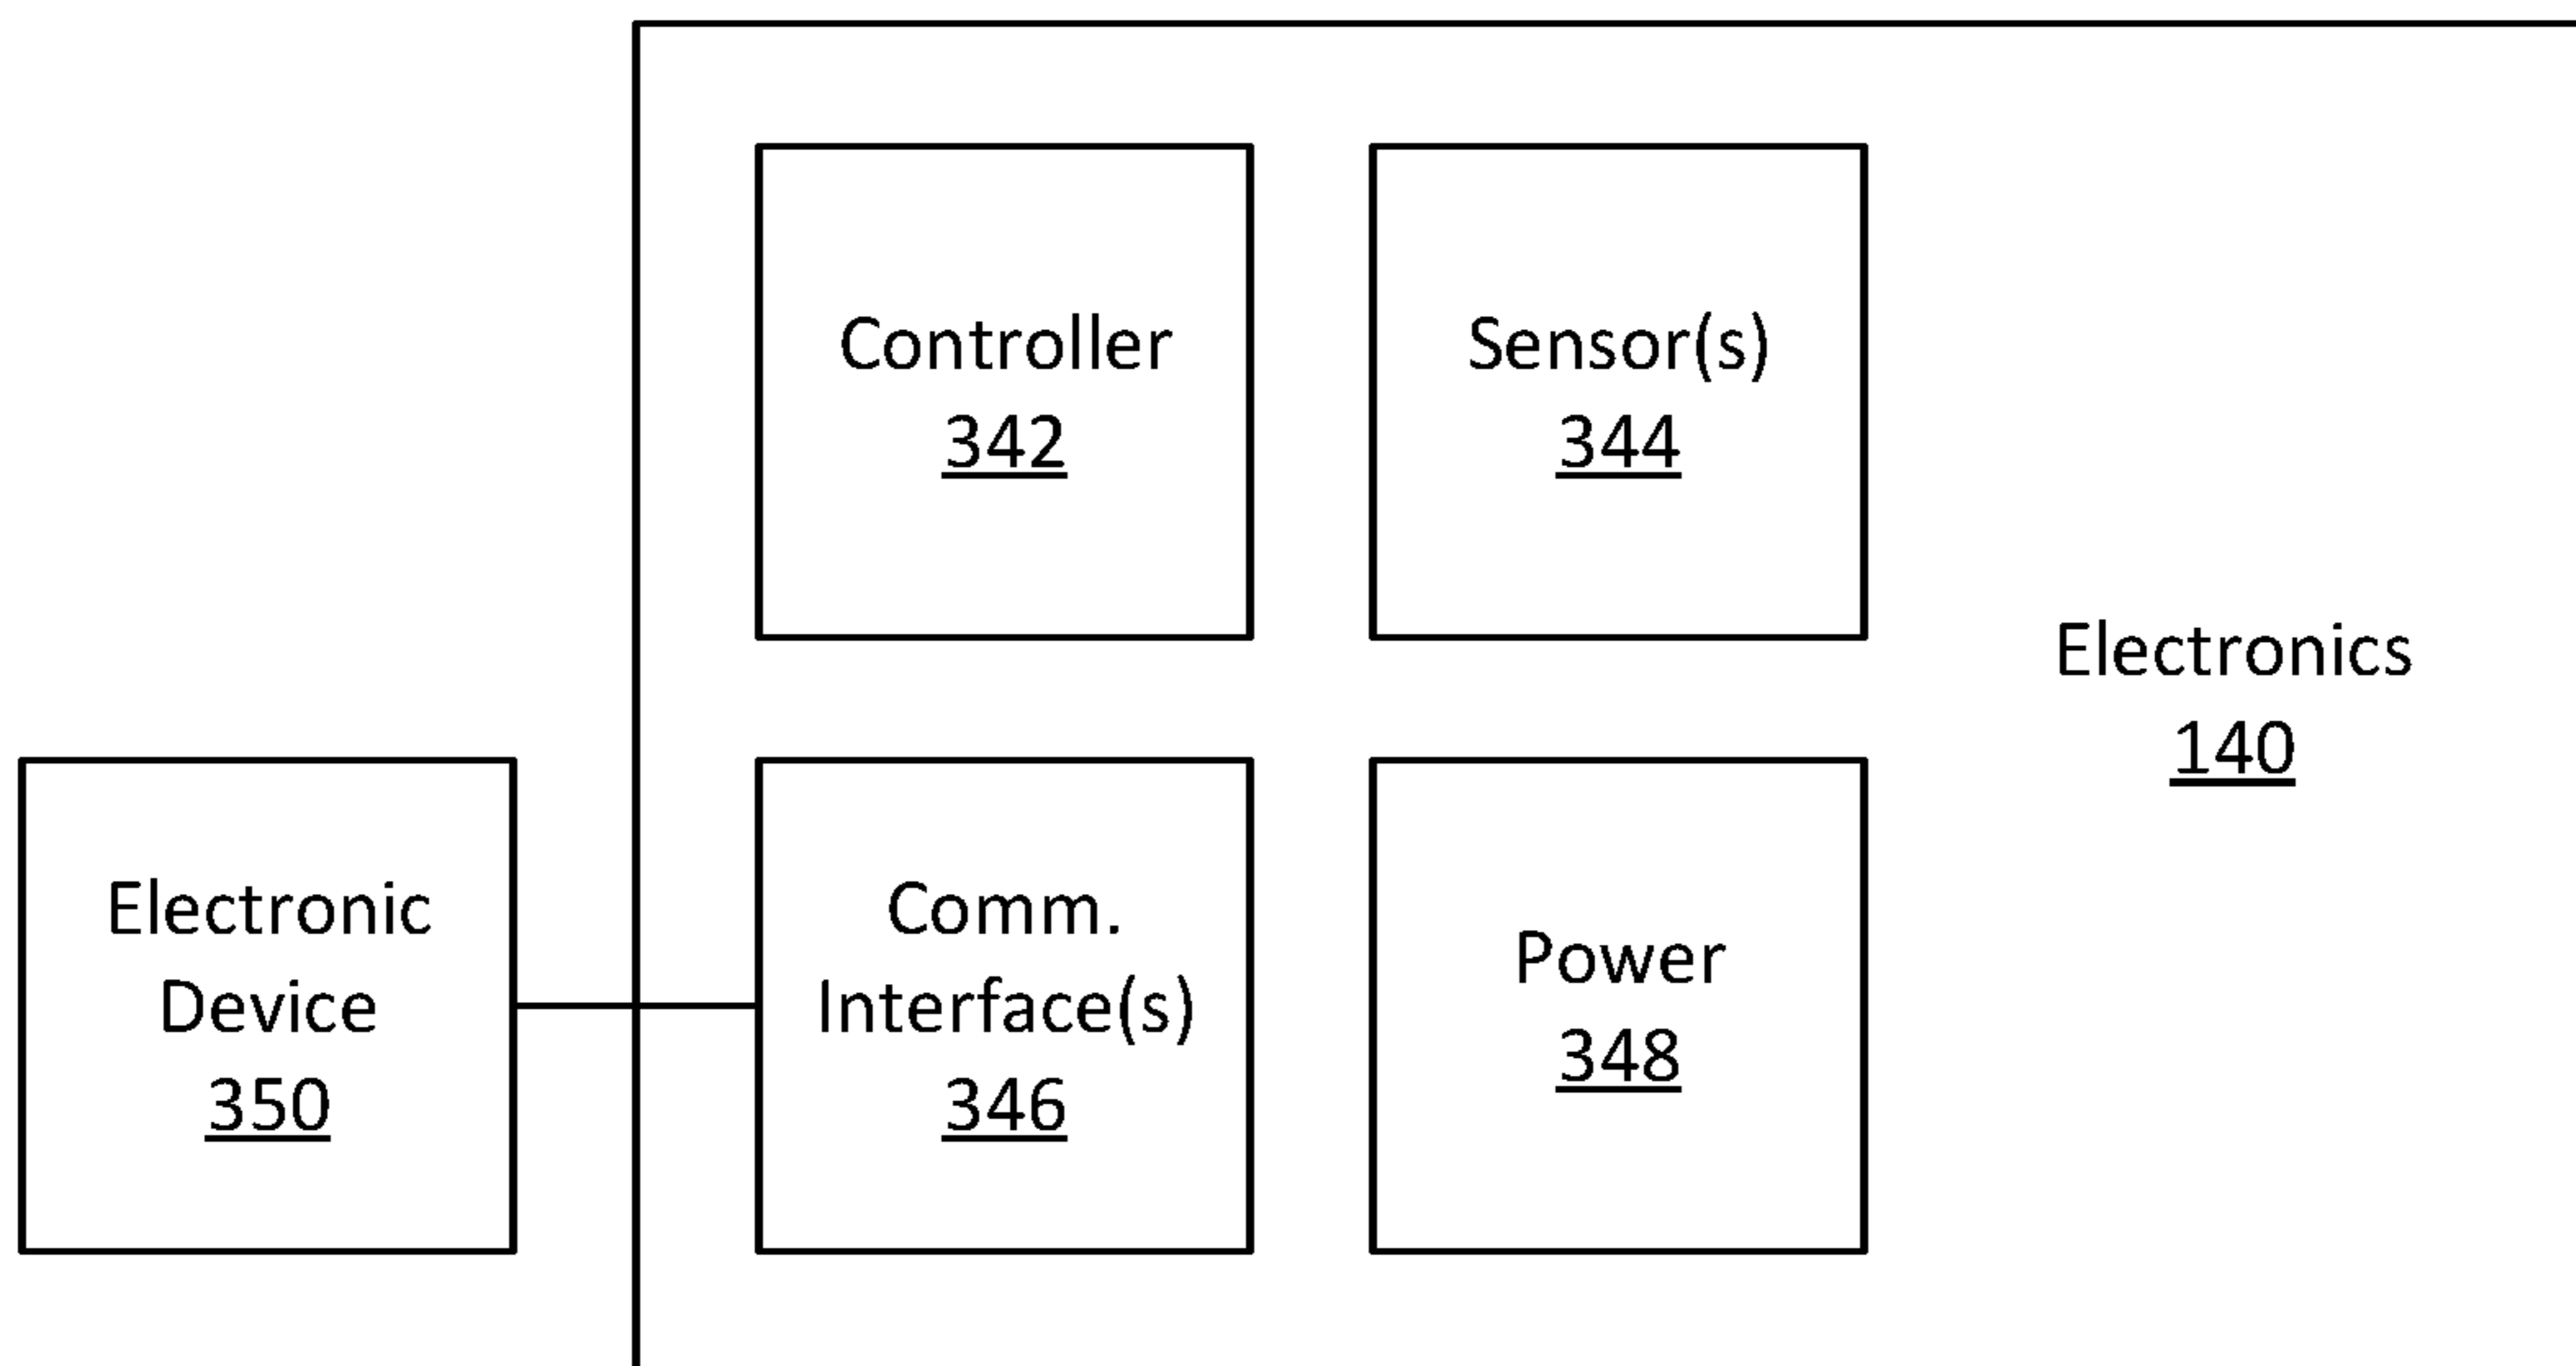 Controller
342
Sensor(s)
344
Electronics
140
Electronic
Device
350
Comm.
Interface(s)
346
Power
348